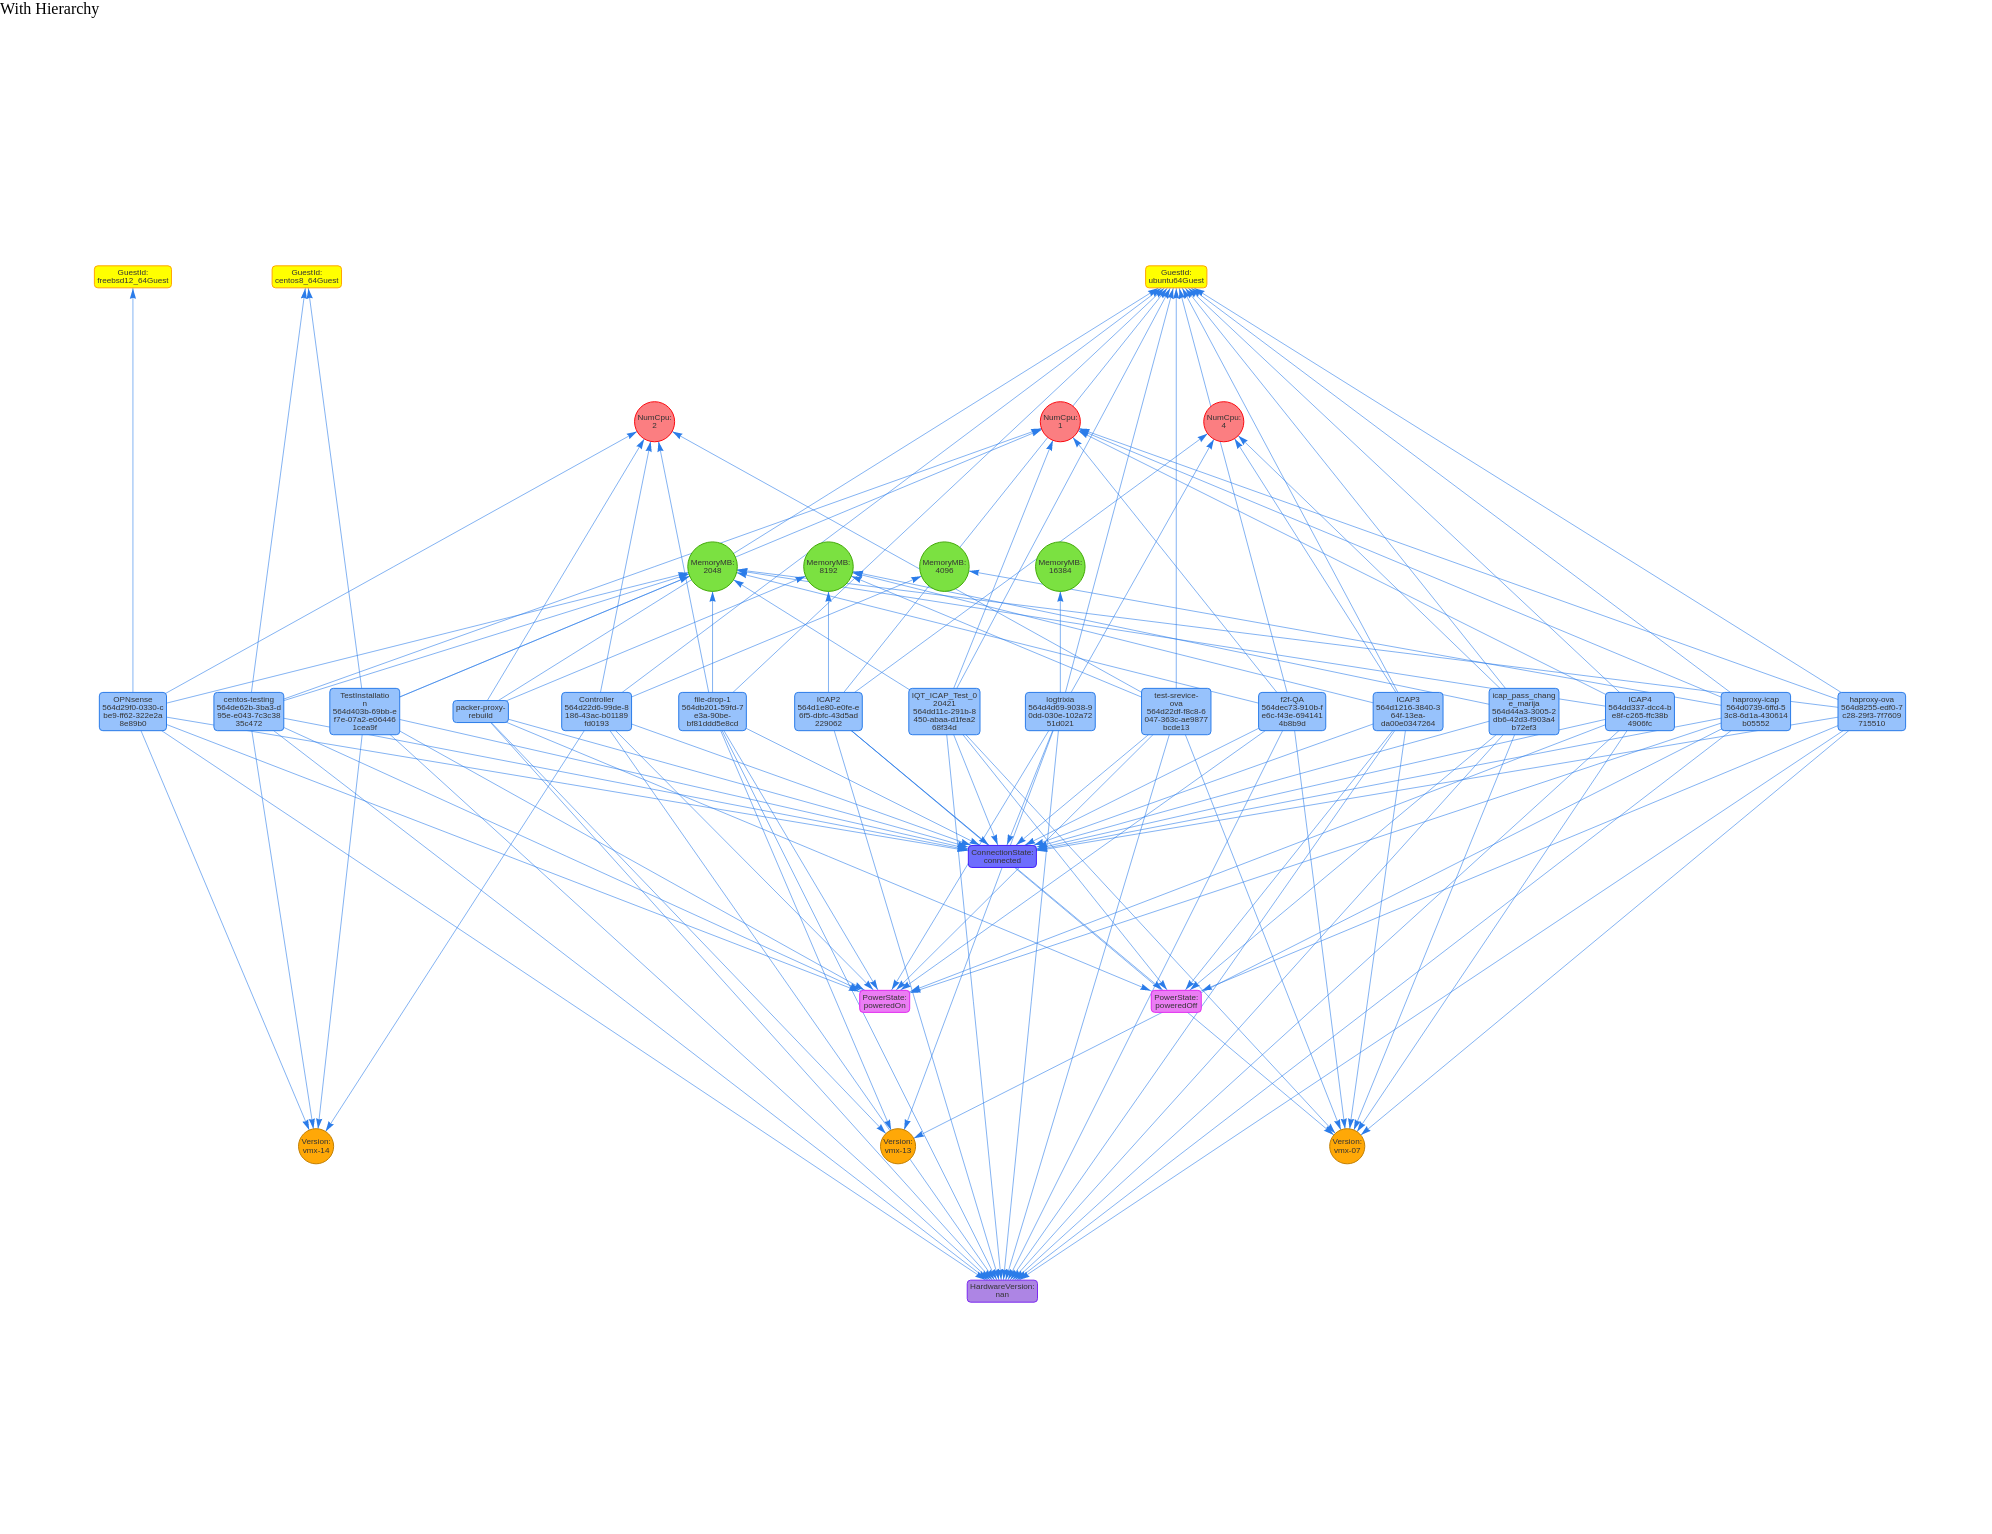 With Hierarchy
GuestId:
freebsd12_64Guest
GuestId:
centos8_64Guest
GuestId:
ubuntu64Guest
NumCpu:
2
NumCpu:
1
NumCpu:
4
MemoryMB:
2048
MemoryMB:
8192
MemoryMB:
4096
MemoryMB:
16384
OPNsense
564d29f0-0330-c
be9-ff62-322e2a
8e89b0
centos-testing
564de62b-3ba3-d
95e-e043-7c3c38
35c472
TestInstallatio
n
564d403b-69bb-e
f7e-07a2-e06446
1cea9f
packer-proxy-
rebuild
Controller
564d22d6-99de-8
186-43ac-b01189
fd0193
file-drop-1
564db201-59fd-7
e3a-90be-
bf81ddd5e8cd
ICAP2
564d1e80-e0fe-e
6f5-dbfc-43d5ad
229062
IQT_ICAP_Test_0
20421
564dd11c-291b-8
450-abaa-d1fea2
68f34d
logtrixia
564d4d69-9038-9
0dd-030e-102a72
51d021
test-srevice-
ova
564d22df-f8c8-6
047-363c-ae9877
bcde13
f2f-QA
564dec73-910b-f
e6c-f43e-694141
4b8b9d
ICAP3
564d1216-3840-3
64f-13ea-
da00e0347264
icap_pass_chang
e_marija
564d44a3-3005-2
db6-42d3-f903a4
b72ef3
ICAP4
564dd337-dcc4-b
e8f-c265-ffc38b
4906fc
haproxy-icap
564d0739-6ffd-5
3c8-6d1a-430614
b05552
haproxy-ova
564d8255-edf0-7
c28-29f3-7f7609
715510
ConnectionState:
connected
PowerState:
poweredOn
PowerState:
poweredOff
Version:
vmx-14
Version:
vmx-13
Version:
vmx-07
HardwareVersion:
nan